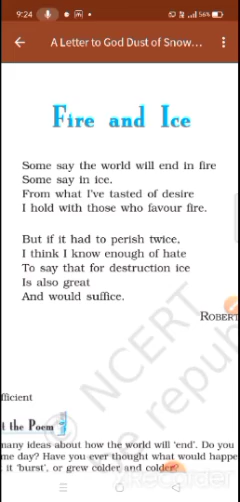 9:24
56%
A Letter to God Dust of Snow...
Fire and Ice
Some say the world will end in fire
Some say in ice.
From what I've tasted of desire
I hold with those who favour fire.
But if it had to perish twice,
I think I know enough of hate
To say that for destruction ice
Is also great
And would suffice.
ROBERT
fficient
t the Poem
many ideas about how the world will 'end'. Do you
me day? Have you ever thought what would happe
it 'burst', or grew colder and colder?
© NCERT
e republ